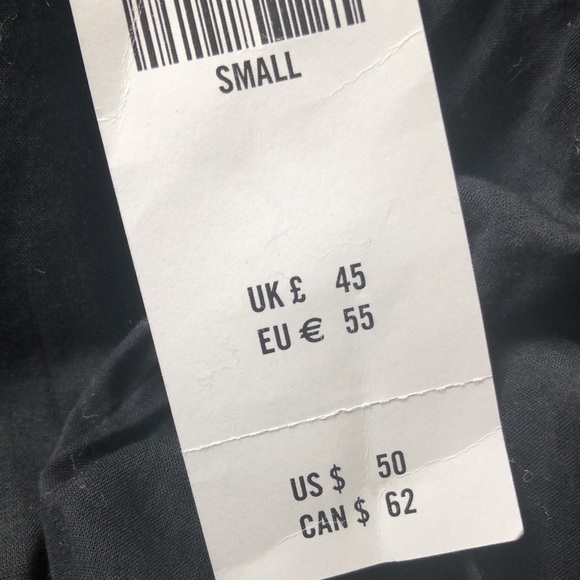 SMALL
UK £ 45
EU € 55
US $ 50
CAN $ 62